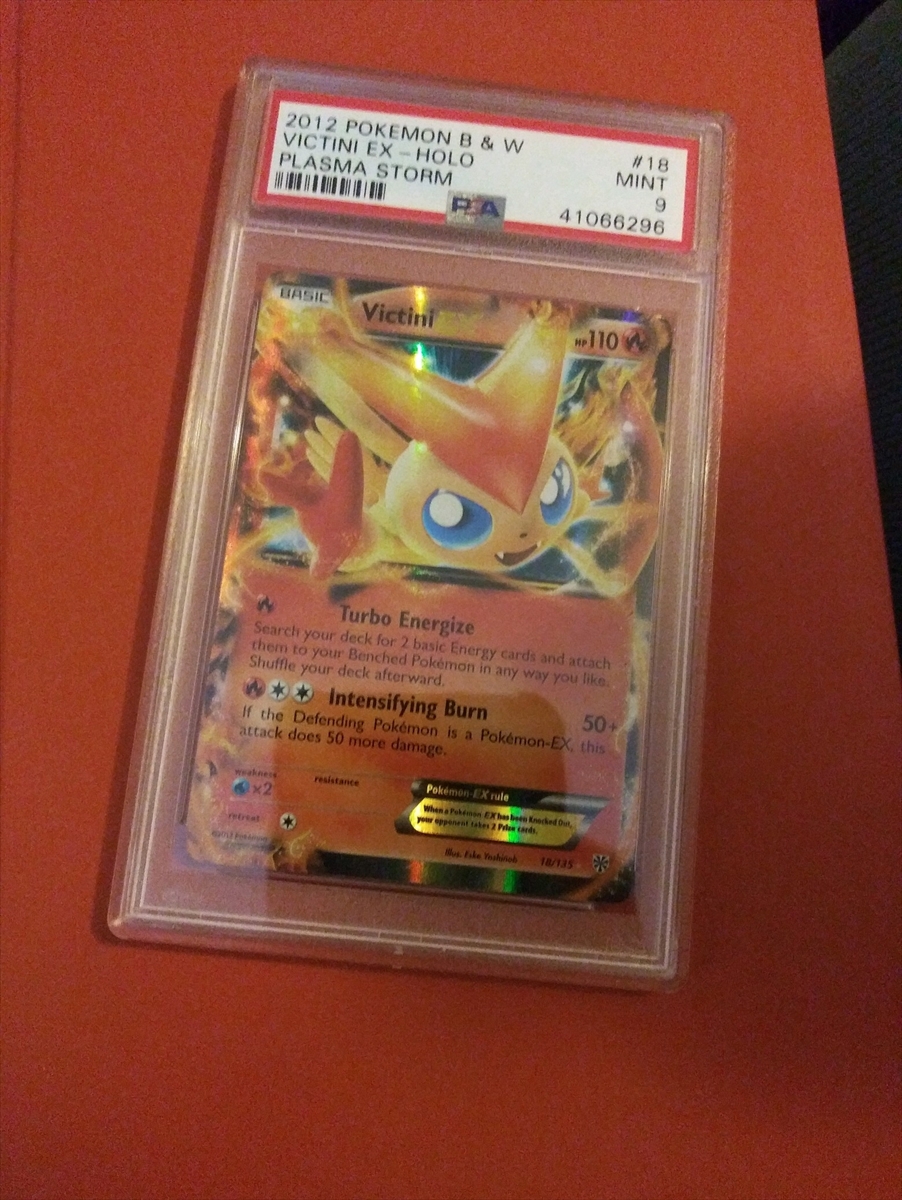 2012 POKEMON B & W
#18
VICTINI EX - HOLO
MINT
PLASMA STORM
9
PSA
41066296
BASIC
Victini
HP110
Turbo Energize
Search your deck for 2 basic Energy cards and attach
them to your Benched Pokémon in any way you like.
Shuffle your deck afterward.
Intensifying Burn
50+
If the Defending Pokémon is a Pokémon-EX, this
attack does 50 more damage.
weakness
resistance
×2
Pokémon-EX rule
When a Pokémon-EX has been Knocked Out,
your opponent takes 2 Prize cards.
retreat
Illus. Eske Yoshinob
18/135